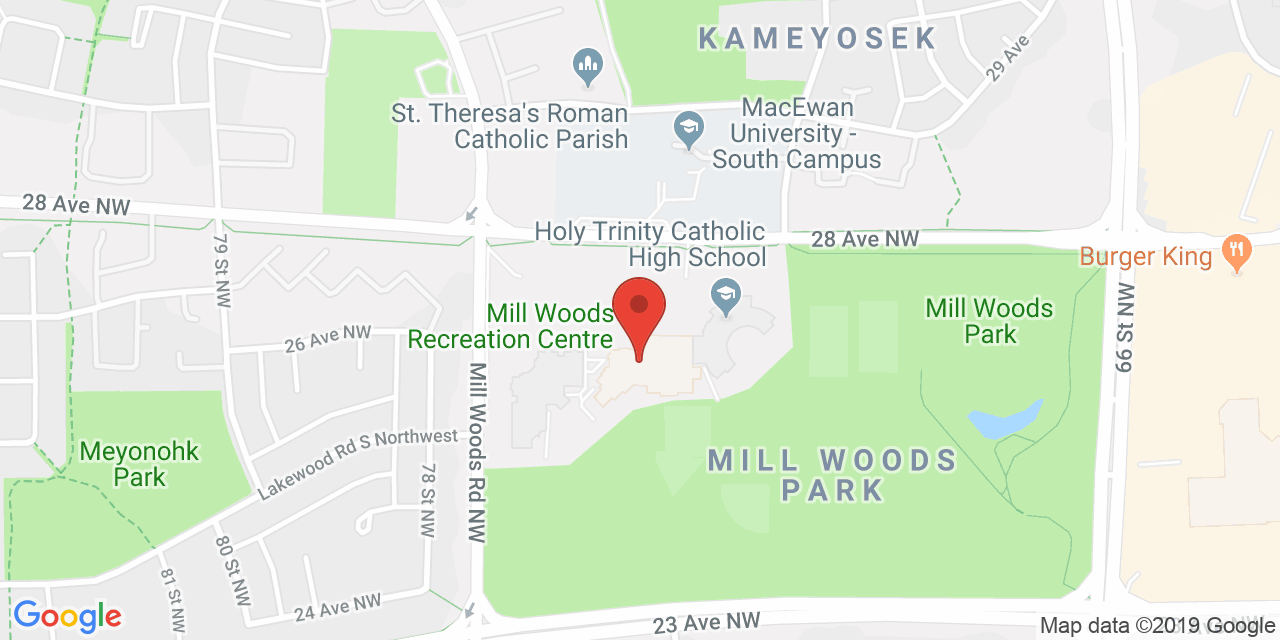 KAMEYOSEK
29 Ave
St. Theresa's Roman
Catholic Parish
MacEwan
University -
South Campus
28 Ave NW
79 St NW
Holy Trinity Catholic
High School
28 Ave NW
Burger King
66 St NW
Mill Woods
Recreation Centre
Mill Woods
Park
26 Ave NW
Mill Woods Rd NW
Meyonohk
Park
Lakewood Rd S Northwest
78 St NW
MILL WOODS
PARK
80 St NW
81 St NW
24 Ave NW
23 Ave NW
Google
Map data ©2019 Google